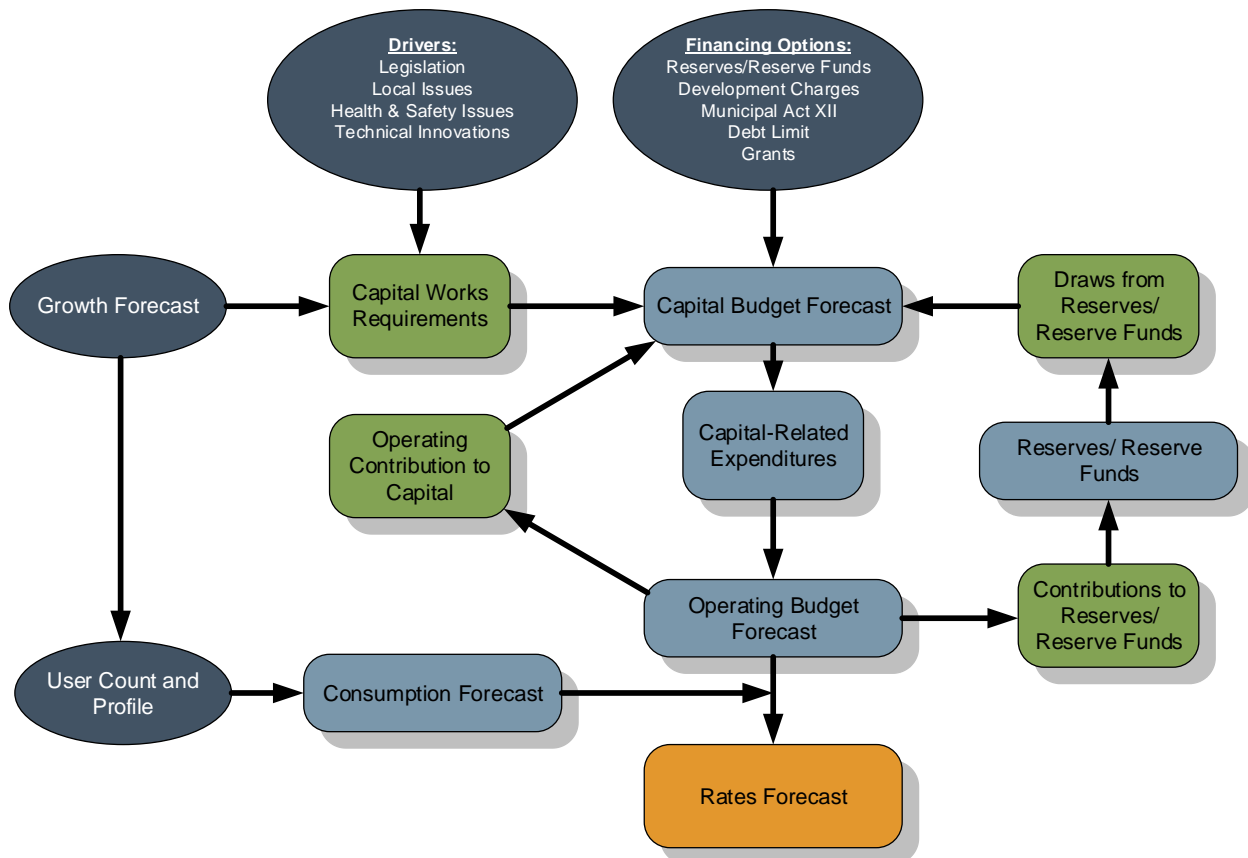 Drivers:
Legislation
Local Issues
Health & Safety Issues
Technical Innovations
Financing Options:
Reserves/Reserve Funds
Development Charges
Municipal Act XII
Debt Limit
Grants
Growth Forecast
Capital Works
Requirements
Capital Budget Forecast
Draws from
Reserves/
Reserve Funds
Operating
Contribution to
Capital
Capital-Related
Expenditures
Reserves/ Reserve
Funds
Operating Budget
Forecast
Contributions to
Reserves/
Reserve Funds
User Count and
Profile
Consumption Forecast
Rates Forecast